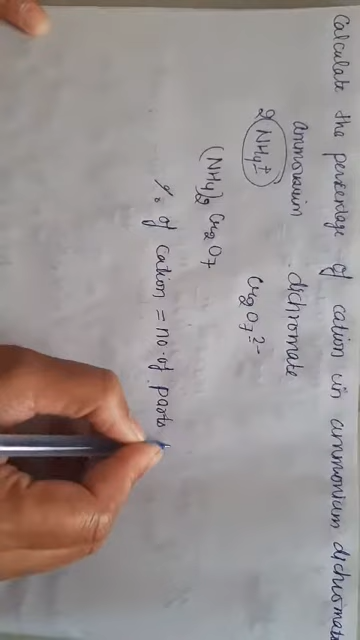 Calculate the percentage of cation in ammonium dichromate
ammonium dichromate
2(NH4+) Cr2O7 2-
(NH4)2 Cr2O7
% of cation = no. of parts